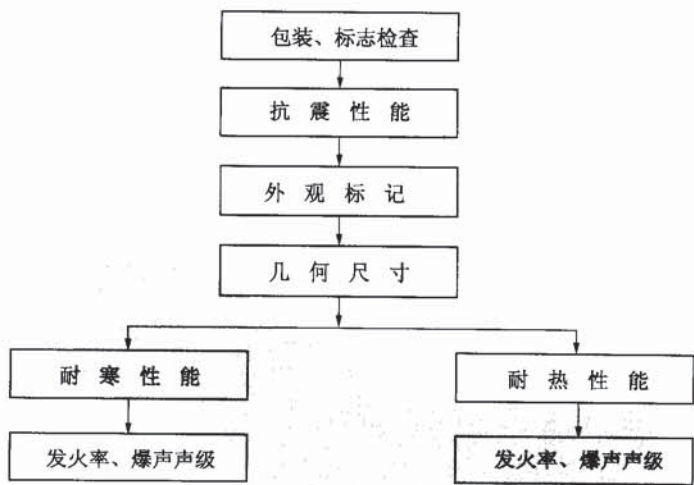 包装、标志检查
抗震性能
外观标记
几何尺寸
耐寒性能
耐热性能
发火率、爆声声级
发火率、爆声声级